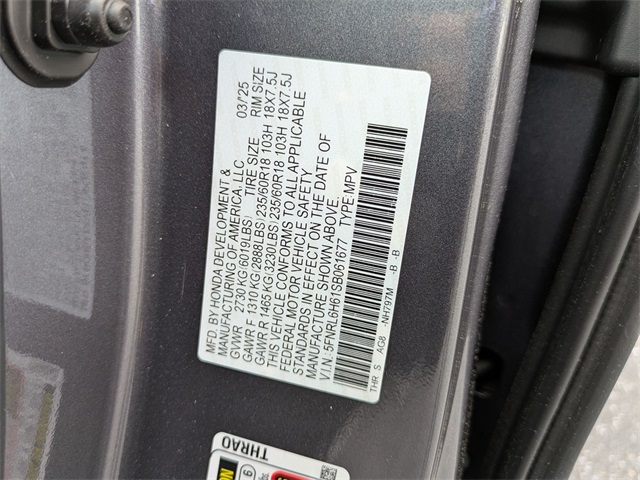 MFD. BY HONDA DEVELOPMENT &
MANUFACTURING OF AMERICA, LLC 03/'25
GVWR 2730 KG(6019LBS) TIRE SIZE RIM SIZE
GAWR F 1310 KG(2888LBS) 235/60R18 103H 18X7.5J
GAWR R 1465 KG(3230LBS) 235/60R18 103H 18X7.5J
THIS VEHICLE CONFORMS TO ALL APPLICABLE
FEDERAL MOTOR VEHICLE SAFETY
STANDARDS IN EFFECT ON THE DATE OF
MANUFACTURE SHOWN ABOVE.
V.I.N.: 5FNRL6H61SB061677 TYPE:MPV
THR S AG8 -NH797M -B -B
THRAO